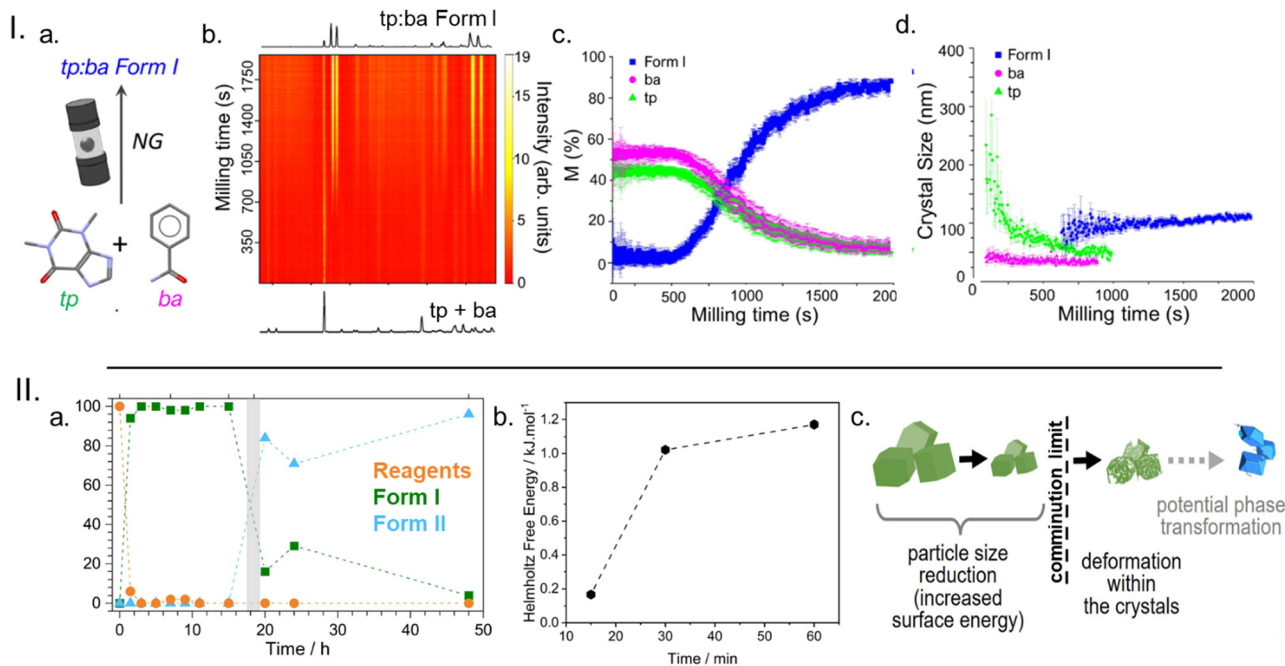 I.
a.
tp:ba Form I
NG
+
tp
ba
b.
tp:ba Form I
Milling time (s)
1750
1400
1050
700
350
19
15
10
5
0
Intensity (arb. units)
tp + ba
c.
Form I
ba
tp
M (%)
100
80
60
40
20
0
0 500 1000 1500 2000
Milling time (s)
d.
Form I
ba
tp
Crystal Size (nm)
400
300
200
100
50
0
500 1000 1500 2000
Milling time (s)
II.
a.
100
80
60
40
20
0
Reagents
Form I
Form II
0 10 20 30 40 50
Time / h
b.
Helmholtz Free Energy / kJ.mol⁻¹
1.2
1.0
0.8
0.6
0.4
0.2
0.0
10 20 30 40 50 60
Time / min
c.
comminution limit
potential phase
transformation
particle size
reduction
(increased
surface energy)
deformation
within
the crystals